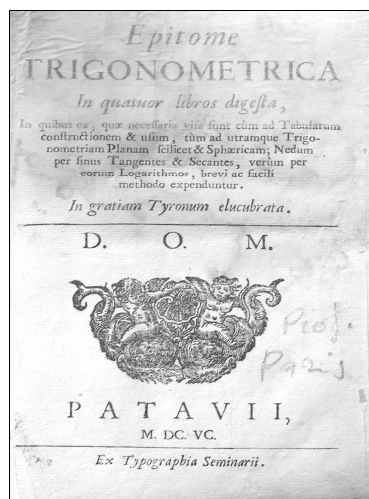 Epitome
TRIGONOMETRICA
In quatuor libros digeſta,
In quibus ea, quæ neceſſaria viſa ſunt cùm ad Tabularum
conſtructionem & uſum, tùm ad utramque Trigo-
nometriam Planam ſcilicet & Sphæricam; Nedum
per ſinus Tangentes & Secantes, verùm per
eorum Logarithmos, brevi ac facili
methodo expenduntur.
In gratiam Tyronum elucubrata.
D. O. M.
Prof.
Paris
PATAVII,
M. DC. VC.
Ex Typographia Seminarii.